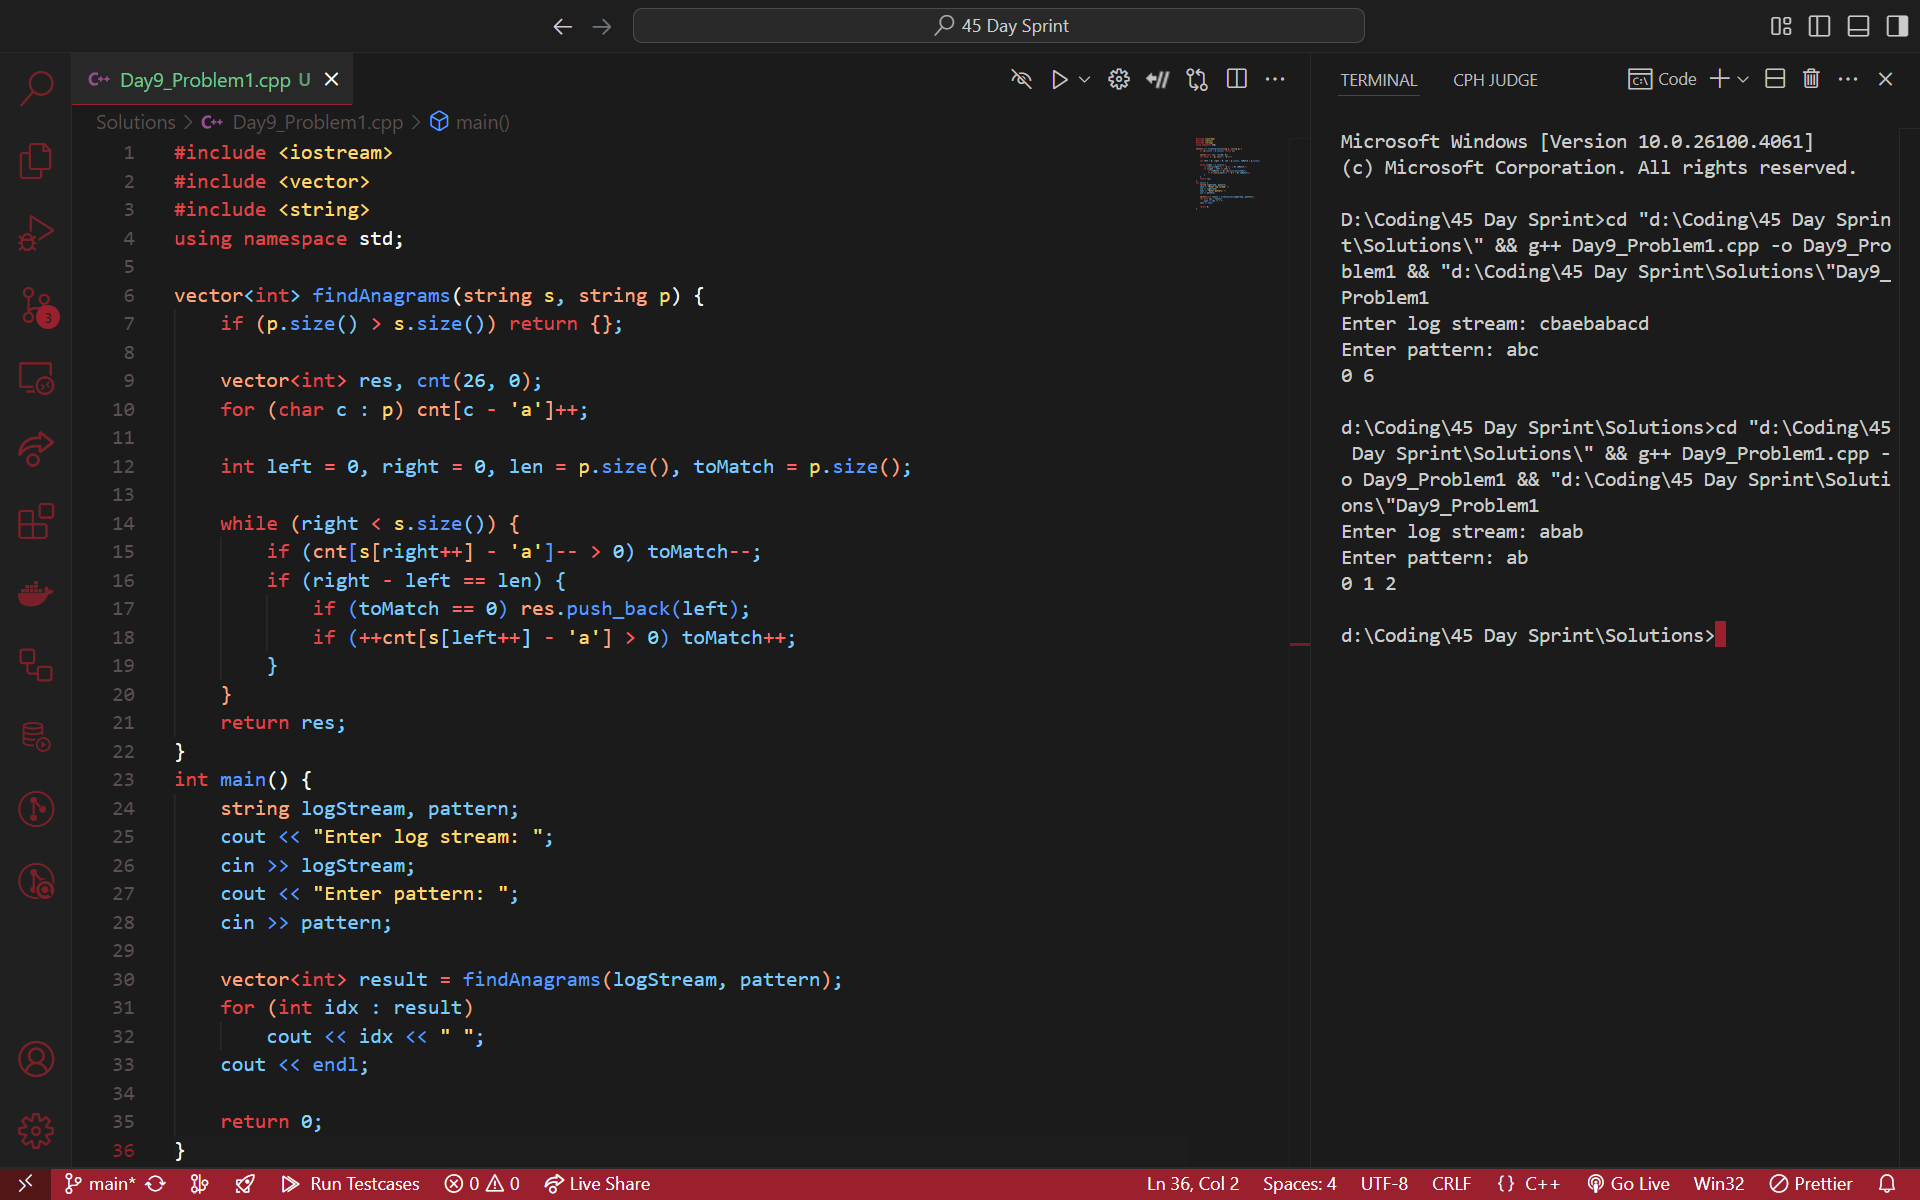 45 Day Sprint
Day9_Problem1.cpp U
Solutions > Day9_Problem1.cpp > main()
1 #include <iostream>
2 #include <vector>
3 #include <string>
4 using namespace std;
5
6 vector<int> findAnagrams(string s, string p) {
7     if (p.size() > s.size()) return {};
8
9     vector<int> res, cnt(26, 0);
10     for (char c : p) cnt[c - 'a']++;
11
12     int left = 0, right = 0, len = p.size(), toMatch = p.size();
13
14     while (right < s.size()) {
15         if (cnt[s[right++] - 'a']-- > 0) toMatch--;
16         if (right - left == len) {
17             if (toMatch == 0) res.push_back(left);
18             if (++cnt[s[left++] - 'a'] > 0) toMatch++;
19         }
20     }
21     return res;
22 }
23 int main() {
24     string logStream, pattern;
25     cout << "Enter log stream: ";
26     cin >> logStream;
27     cout << "Enter pattern: ";
28     cin >> pattern;
29
30     vector<int> result = findAnagrams(logStream, pattern);
31     for (int idx : result)
32         cout << idx << " ";
33     cout << endl;
34
35     return 0;
36 }
TERMINAL CPH JUDGE Code
Microsoft Windows [Version 10.0.26100.4061]
(c) Microsoft Corporation. All rights reserved.
D:\Coding\45 Day Sprint>cd "d:\Coding\45 Day Sprin
t\Solutions\" && g++ Day9_Problem1.cpp -o Day9_Pro
blem1 && "d:\Coding\45 Day Sprint\Solutions\"Day9_
Problem1
Enter log stream: cbaebabacd
Enter pattern: abc
0 6
d:\Coding\45 Day Sprint\Solutions>cd "d:\Coding\45
 Day Sprint\Solutions\" && g++ Day9_Problem1.cpp -
o Day9_Problem1 && "d:\Coding\45 Day Sprint\Soluti
ons\"Day9_Problem1
Enter log stream: abab
Enter pattern: ab
0 1 2
d:\Coding\45 Day Sprint\Solutions>
3
main* Run Testcases 0 0 Live Share Ln 36, Col 2 Spaces: 4 UTF-8 CRLF {} C++ Go Live Win32 Prettier